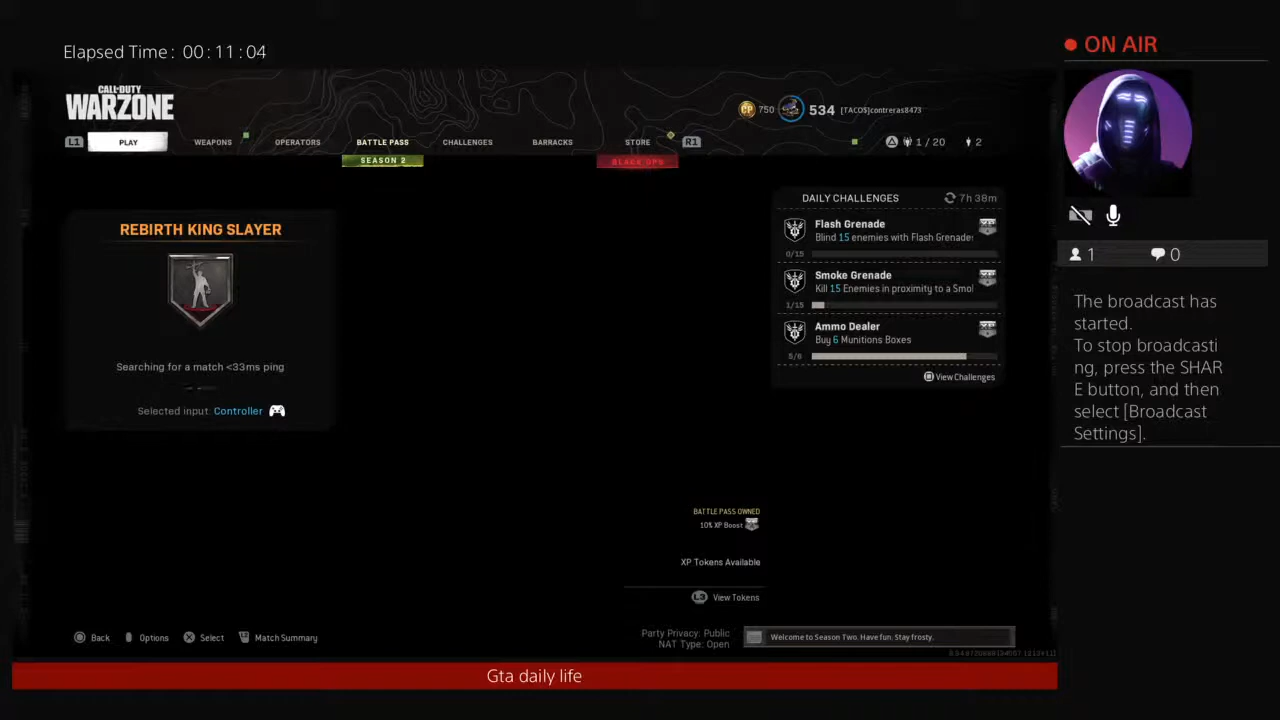 Elapsed Time: 00:11:04
ON AIR
CALL·DUTY
WARZONE
CP 750 534 [TACOS]contreras8473
L1 PLAY WEAPONS OPERATORS BATTLE PASS CHALLENGES BARRACKS STORE R1 1 / 20 2
SEASON 2
BLACK OPS
REBIRTH KING SLAYER
Searching for a match <33ms ping
Selected input: Controller
DAILY CHALLENGES 7h 38m
Flash Grenade
Blind 15 enemies with Flash Grenades
0/15
Smoke Grenade
Kill 15 Enemies in proximity to a Smo
1/15
Ammo Dealer
Buy 6 Munitions Boxes
5/6
View Challenges
1 0
The broadcast has
started.
To stop broadcasti
ng, press the SHAR
E button, and then
select [Broadcast
Settings].
BATTLE PASS OWNED
10% XP Boost
XP Tokens Available
L3 View Tokens
Back Options Select Match Summary
Party Privacy: Public
NAT Type: Open
Welcome to Season Two. Have fun. Stay frosty.
Gta daily life